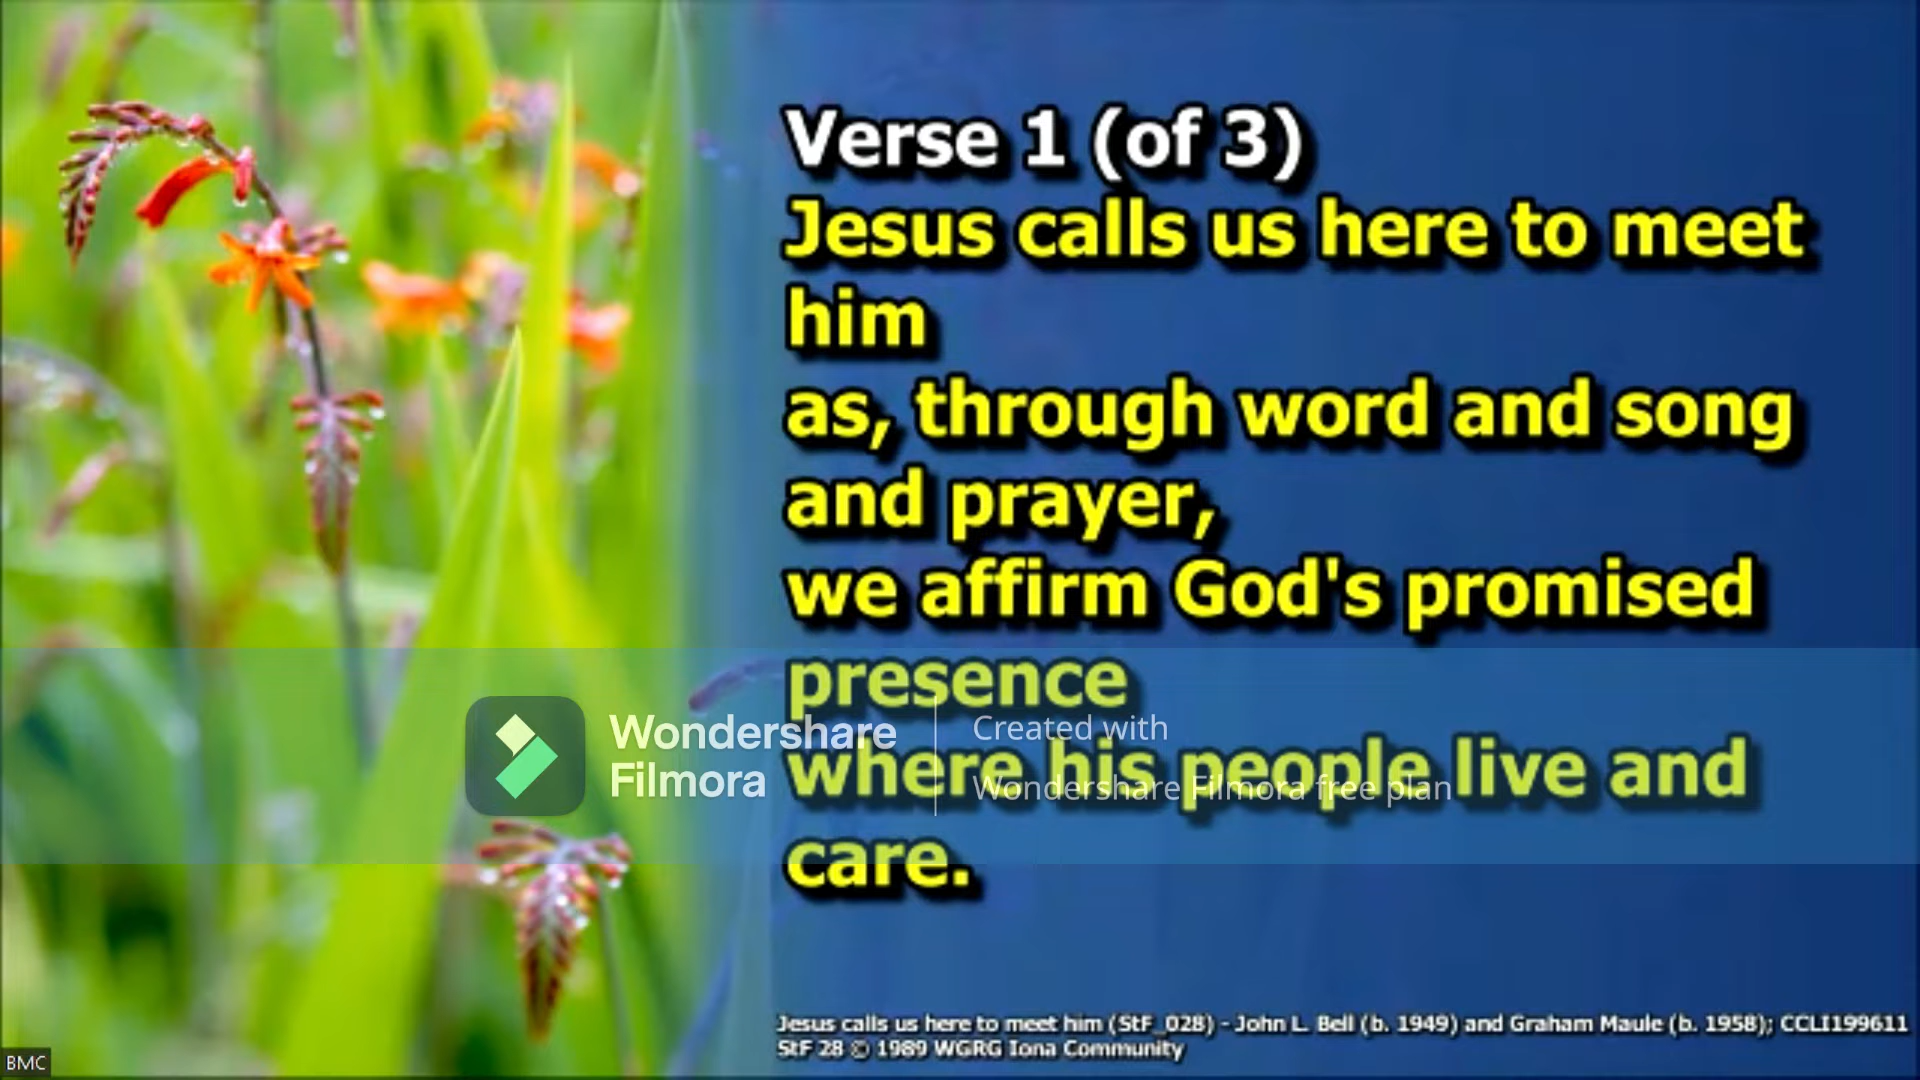 Verse 1 (of 3)
Jesus calls us here to meet
him
as, through word and song
and prayer,
we affirm God's promised
presence
where his people live and
care.
Wondershare
Filmora
Created with
Wondershare Filmora free plan
Jesus calls us here to meet him (StF_028) - John L. Bell (b. 1949) and Graham Maule (b. 1958); CCLI199611
StF 28 © 1989 WGRG Iona Community
BMC